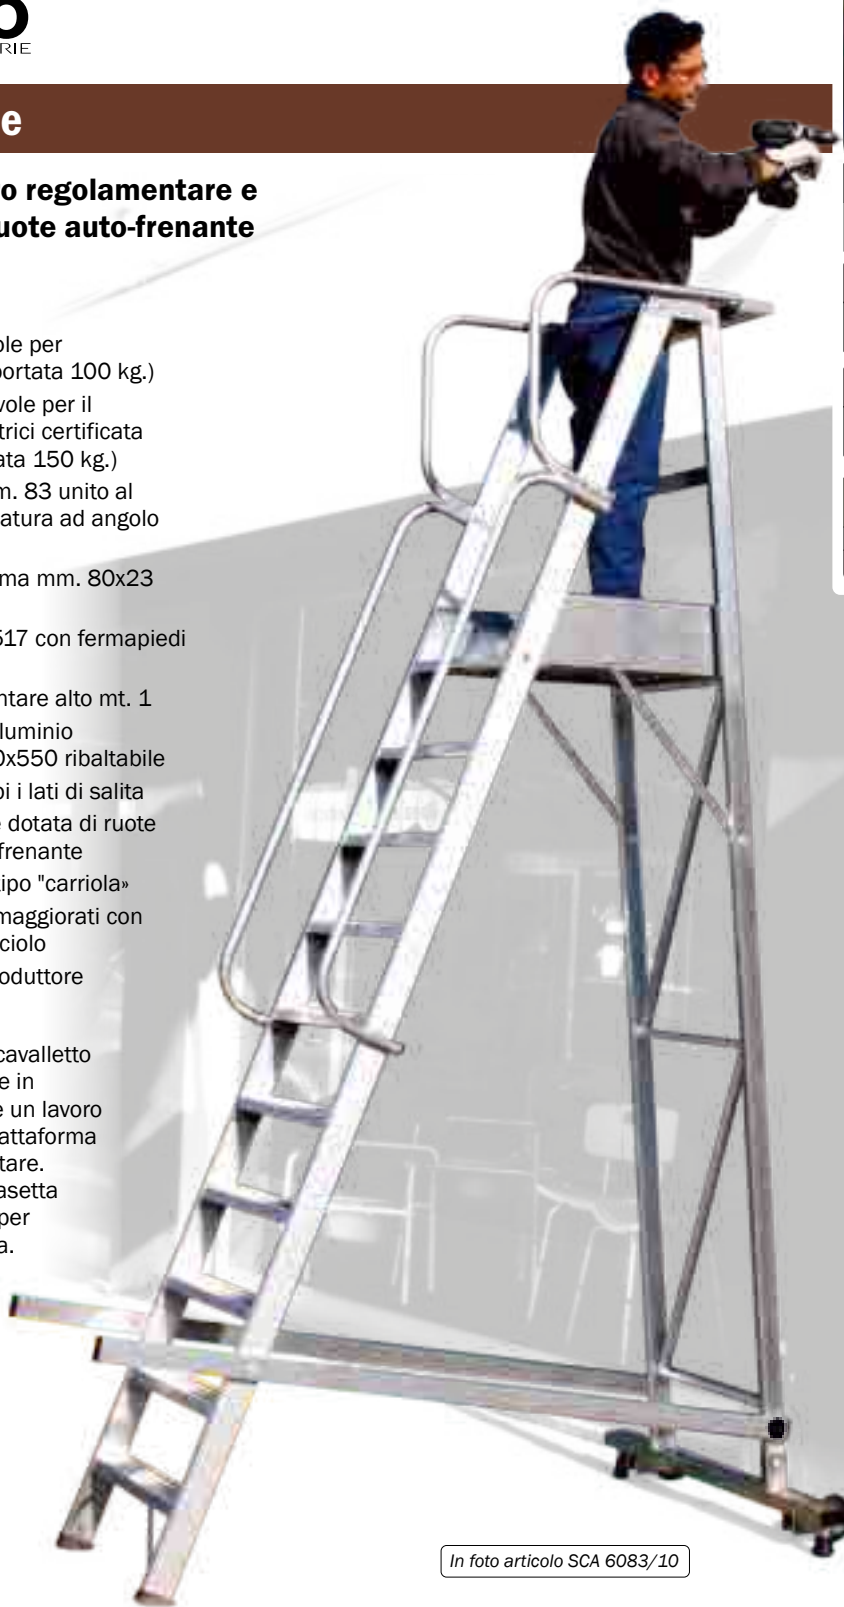 o
RIE
e
o regolamentare e
uote auto-frenante
ole per
portata 100 kg.)
vole per il
trici certificata
ata 150 kg.)
m. 83 unito al
atura ad angolo
ma mm. 80x23
517 con fermapiedi
ntare alto mt. 1
luminio
0x550 ribaltabile
pi i lati di salita
e dotata di ruote
frenante
tipo "carriola»
maggiorati con
ciolo
oduttore
cavalletto
e in
e un lavoro
attaforma
tare.
asetta
per
a.
In foto articolo SCA 6083/10